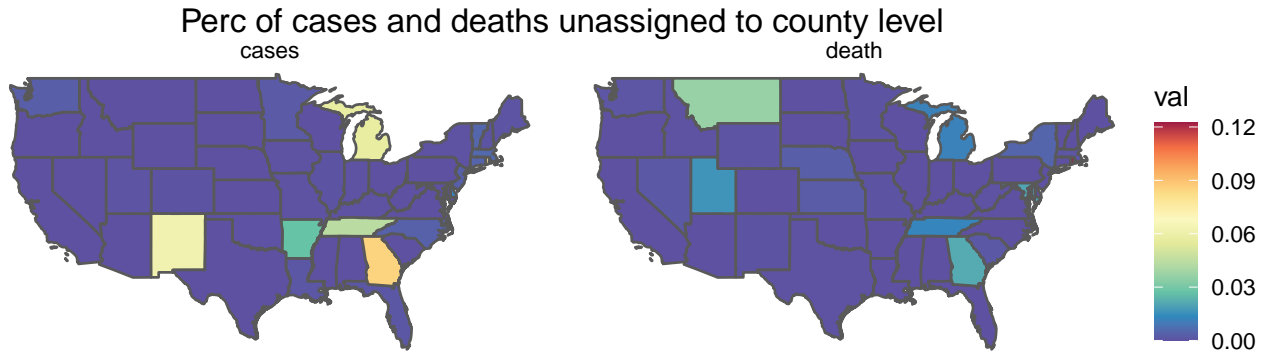 Perc of cases and deaths unassigned to county level
cases
death
val
0.12
0.09
0.06
0.03
0.00